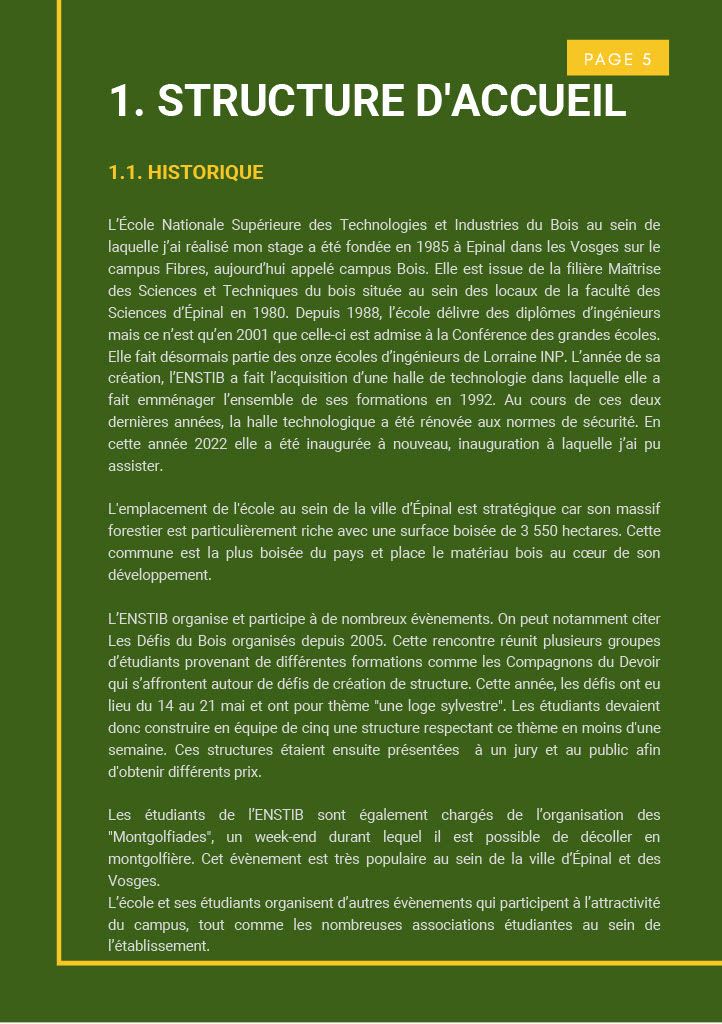 PAGE 5
1. STRUCTURE D'ACCUEIL
1.1. HISTORIQUE
L’École Nationale Supérieure des Technologies et Industries du Bois au sein de
laquelle j’ai réalisé mon stage a été fondée en 1985 à Epinal dans les Vosges sur le
campus Fibres, aujourd’hui appelé campus Bois. Elle est issue de la filière Maîtrise
des Sciences et Techniques du bois située au sein des locaux de la faculté des
Sciences d’Épinal en 1980. Depuis 1988, l’école délivre des diplômes d’ingénieurs
mais ce n’est qu’en 2001 que celle-ci est admise à la Conférence des grandes écoles.
Elle fait désormais partie des onze écoles d’ingénieurs de Lorraine INP. L’année de sa
création, l’ENSTIB a fait l’acquisition d’une halle de technologie dans laquelle elle a
fait emménager l’ensemble de ses formations en 1992. Au cours de ces deux
dernières années, la halle technologique a été rénovée aux normes de sécurité. En
cette année 2022 elle a été inaugurée à nouveau, inauguration à laquelle j’ai pu
assister.
L'emplacement de l'école au sein de la ville d’Épinal est stratégique car son massif
forestier est particulièrement riche avec une surface boisée de 3 550 hectares. Cette
commune est la plus boisée du pays et place le matériau bois au cœur de son
développement.
L’ENSTIB organise et participe à de nombreux évènements. On peut notamment citer
Les Défis du Bois organisés depuis 2005. Cette rencontre réunit plusieurs groupes
d’étudiants provenant de différentes formations comme les Compagnons du Devoir
qui s’affrontent autour de défis de création de structure. Cette année, les défis ont eu
lieu du 14 au 21 mai et ont pour thème "une loge sylvestre". Les étudiants devaient
donc construire en équipe de cinq une structure respectant ce thème en moins d'une
semaine. Ces structures étaient ensuite présentées  à un jury et au public afin
d'obtenir différents prix.
Les étudiants de l’ENSTIB sont également chargés de l’organisation des
"Montgolfiades", un week-end durant lequel il est possible de décoller en
montgolfière. Cet évènement est très populaire au sein de la ville d’Épinal et des
Vosges.
L’école et ses étudiants organisent d’autres évènements qui participent à l’attractivité
du campus, tout comme les nombreuses associations étudiantes au sein de
l’établissement.